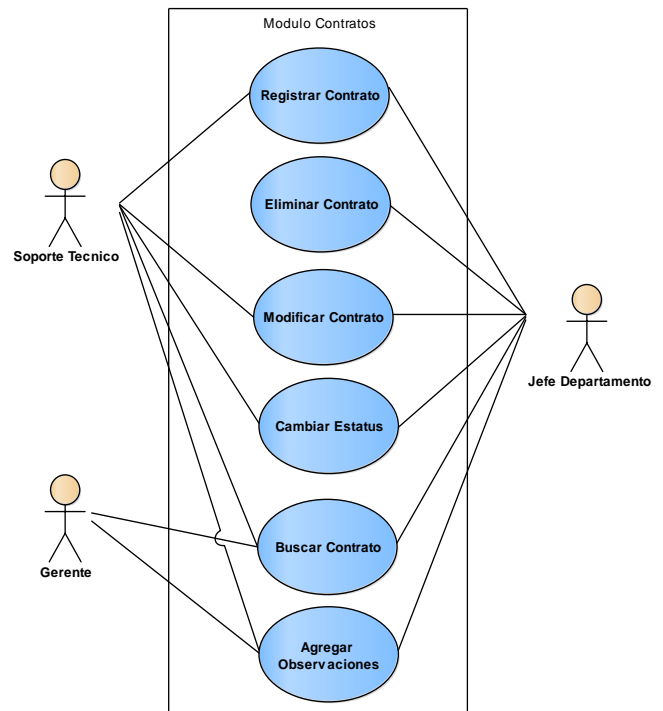 Modulo Contratos
Registrar Contrato
Eliminar Contrato
Soporte Tecnico
Modificar Contrato
Jefe Departamento
Cambiar Estatus
Buscar Contrato
Gerente
Agregar
Observaciones